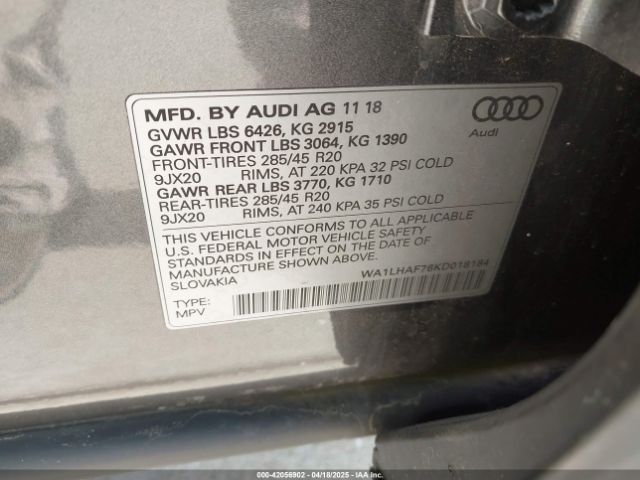 MFD. BY AUDI AG 11 18
GVWR LBS 6426, KG 2915
GAWR FRONT LBS 3064, KG 1390
FRONT-TIRES 285/45 R20
9JX20 RIMS, AT 220 KPA 32 PSI COLD
GAWR REAR LBS 3770, KG 1710
REAR-TIRES 285/45 R20
9JX20 RIMS, AT 240 KPA 35 PSI COLD
Audi
THIS VEHICLE CONFORMS TO ALL APPLICABLE
U.S. FEDERAL MOTOR VEHICLE SAFETY
STANDARDS IN EFFECT ON THE DATE OF
MANUFACTURE SHOWN ABOVE.
SLOVAKIA
WA1LHAF76KD018184
TYPE:
MPV
000-42056902 - 04/18/2025 - www.iaai.com